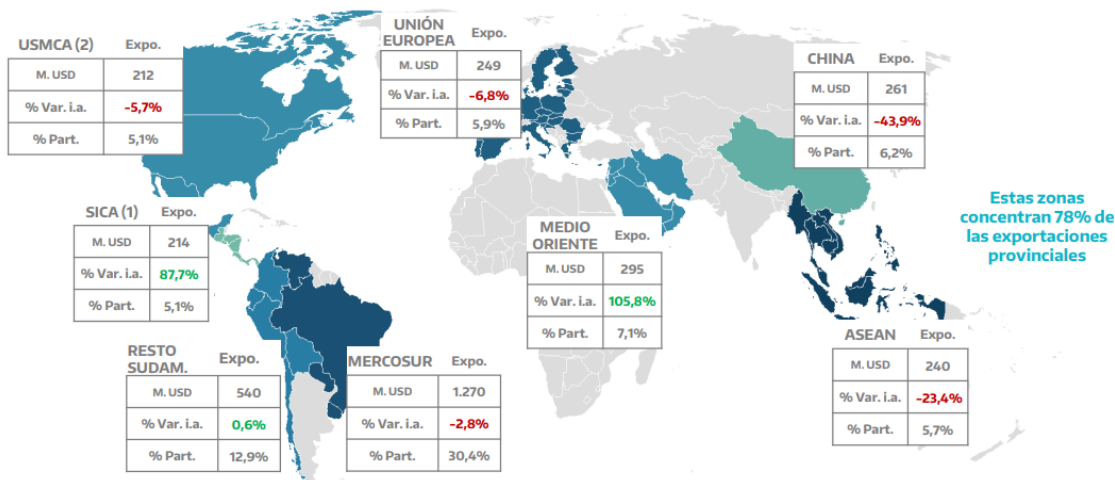 USMCA (2) Expo.
M. USD 212
% Var. i.a. -5,7%
% Part. 5,1%
UNIÓN
EUROPEA Expo.
M. USD 249
% Var. i.a. -6,8%
% Part. 5,9%
CHINA Expo.
M. USD 261
% Var. i.a. -43,9%
% Part. 6,2%
SICA (1) Expo.
M. USD 214
% Var. i.a. 87,7%
% Part. 5,1%
MEDIO
ORIENTE Expo.
M. USD 295
% Var. i.a. 105,8%
% Part. 7,1%
Estas zonas
concentran 78% de
las exportaciones
provinciales
RESTO
SUDAM. Expo.
M. USD 540
% Var. i.a. 0,6%
% Part. 12,9%
MERCOSUR Expo.
M. USD 1.270
% Var. i.a. -2,8%
% Part. 30,4%
ASEAN Expo.
M. USD 240
% Var. i.a. -23,4%
% Part. 5,7%